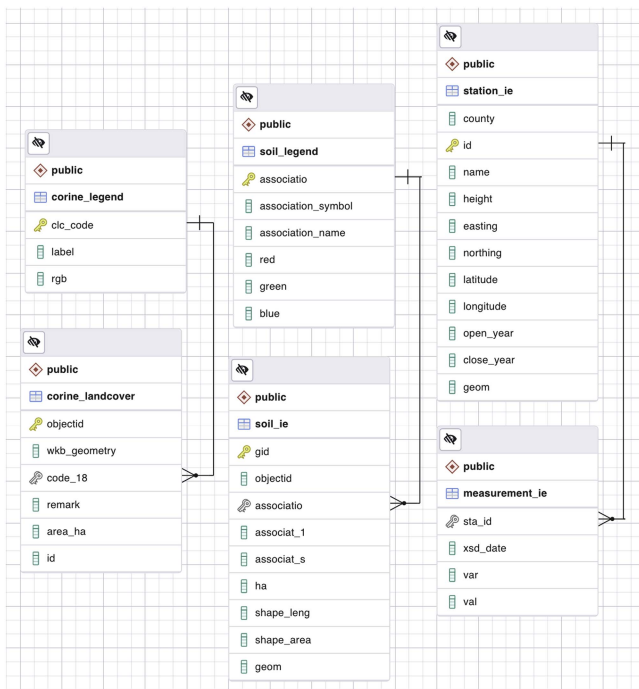 public
corine_legend
clc_code
label
rgb
public
corine_landcover
objectid
wkb_geometry
code_18
remark
area_ha
id
public
soil_legend
associatio
association_symbol
association_name
red
green
blue
public
soil_ie
gid
objectid
associatio
associat_1
associat_s
ha
shape_leng
shape_area
geom
public
station_ie
county
id
name
height
easting
northing
latitude
longitude
open_year
close_year
geom
public
measurement_ie
sta_id
xsd_date
var
val